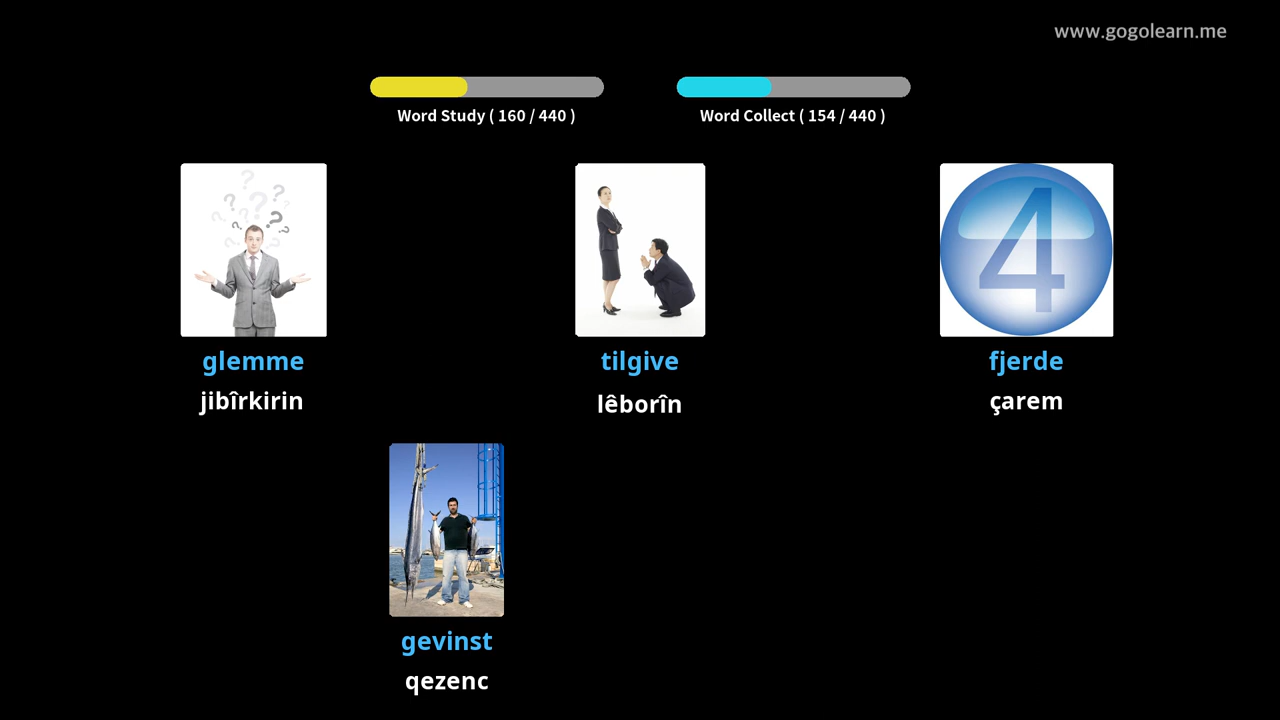 www.gogolearn.me
Word Study ( 160 / 440 )
Word Collect ( 154 / 440 )
? ? ? ? ? ? ? ? ? ? ? ?
4
glemme
tilgive
fjerde
jibîrkirin
lêborîn
çarem
gevinst
qezenc